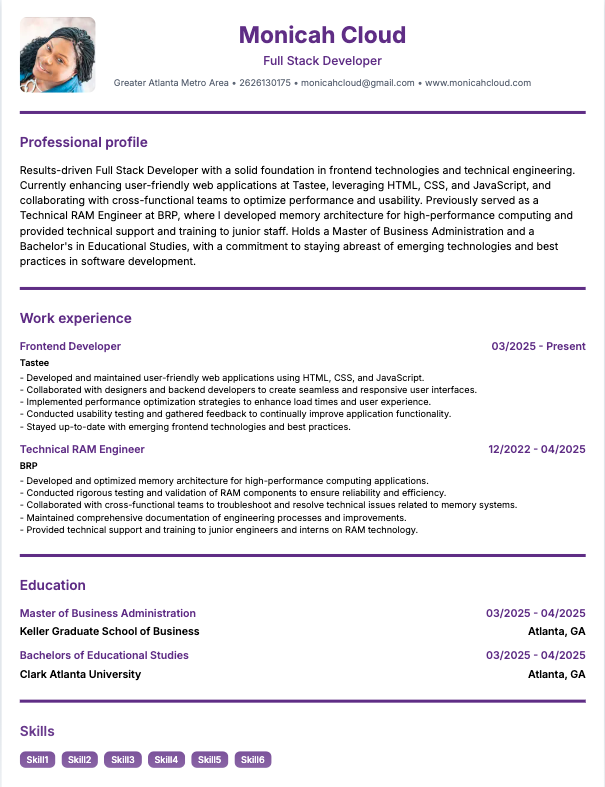 Monicah Cloud
Full Stack Developer
Greater Atlanta Metro Area • 2626130175 • monicahcloud@gmail.com • www.monicahcloud.com
Professional profile
Results-driven Full Stack Developer with a solid foundation in frontend technologies and technical engineering.
Currently enhancing user-friendly web applications at Tastee, leveraging HTML, CSS, and JavaScript, and
collaborating with cross-functional teams to optimize performance and usability. Previously served as a
Technical RAM Engineer at BRP, where I developed memory architecture for high-performance computing and
provided technical support and training to junior staff. Holds a Master of Business Administration and a
Bachelor's in Educational Studies, with a commitment to staying abreast of emerging technologies and best
practices in software development.
Work experience
Frontend Developer 03/2025 - Present
Tastee
- Developed and maintained user-friendly web applications using HTML, CSS, and JavaScript.
- Collaborated with designers and backend developers to create seamless and responsive user interfaces.
- Implemented performance optimization strategies to enhance load times and user experience.
- Conducted usability testing and gathered feedback to continually improve application functionality.
- Stayed up-to-date with emerging frontend technologies and best practices.
Technical RAM Engineer 12/2022 - 04/2025
BRP
- Developed and optimized memory architecture for high-performance computing applications.
- Conducted rigorous testing and validation of RAM components to ensure reliability and efficiency.
- Collaborated with cross-functional teams to troubleshoot and resolve technical issues related to memory systems.
- Maintained comprehensive documentation of engineering processes and improvements.
- Provided technical support and training to junior engineers and interns on RAM technology.
Education
Master of Business Administration 03/2025 - 04/2025
Keller Graduate School of Business Atlanta, GA
Bachelors of Educational Studies 03/2025 - 04/2025
Clark Atlanta University Atlanta, GA
Skills
Skill1 Skill2 Skill3 Skill4 Skill5 Skill6